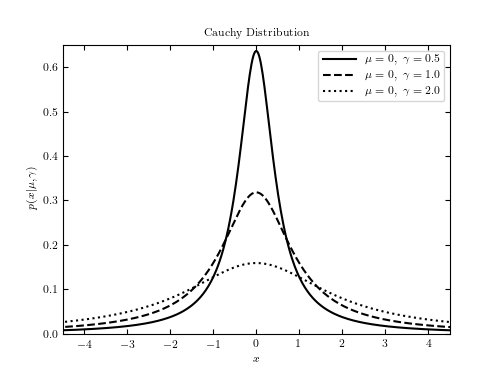 Cauchy Distribution
μ = 0, γ = 0.5
μ = 0, γ = 1.0
μ = 0, γ = 2.0
p(x|μ, γ)
0.6
0.5
0.4
0.3
0.2
0.1
0.0
−4 −3 −2 −1 0 1 2 3 4
x